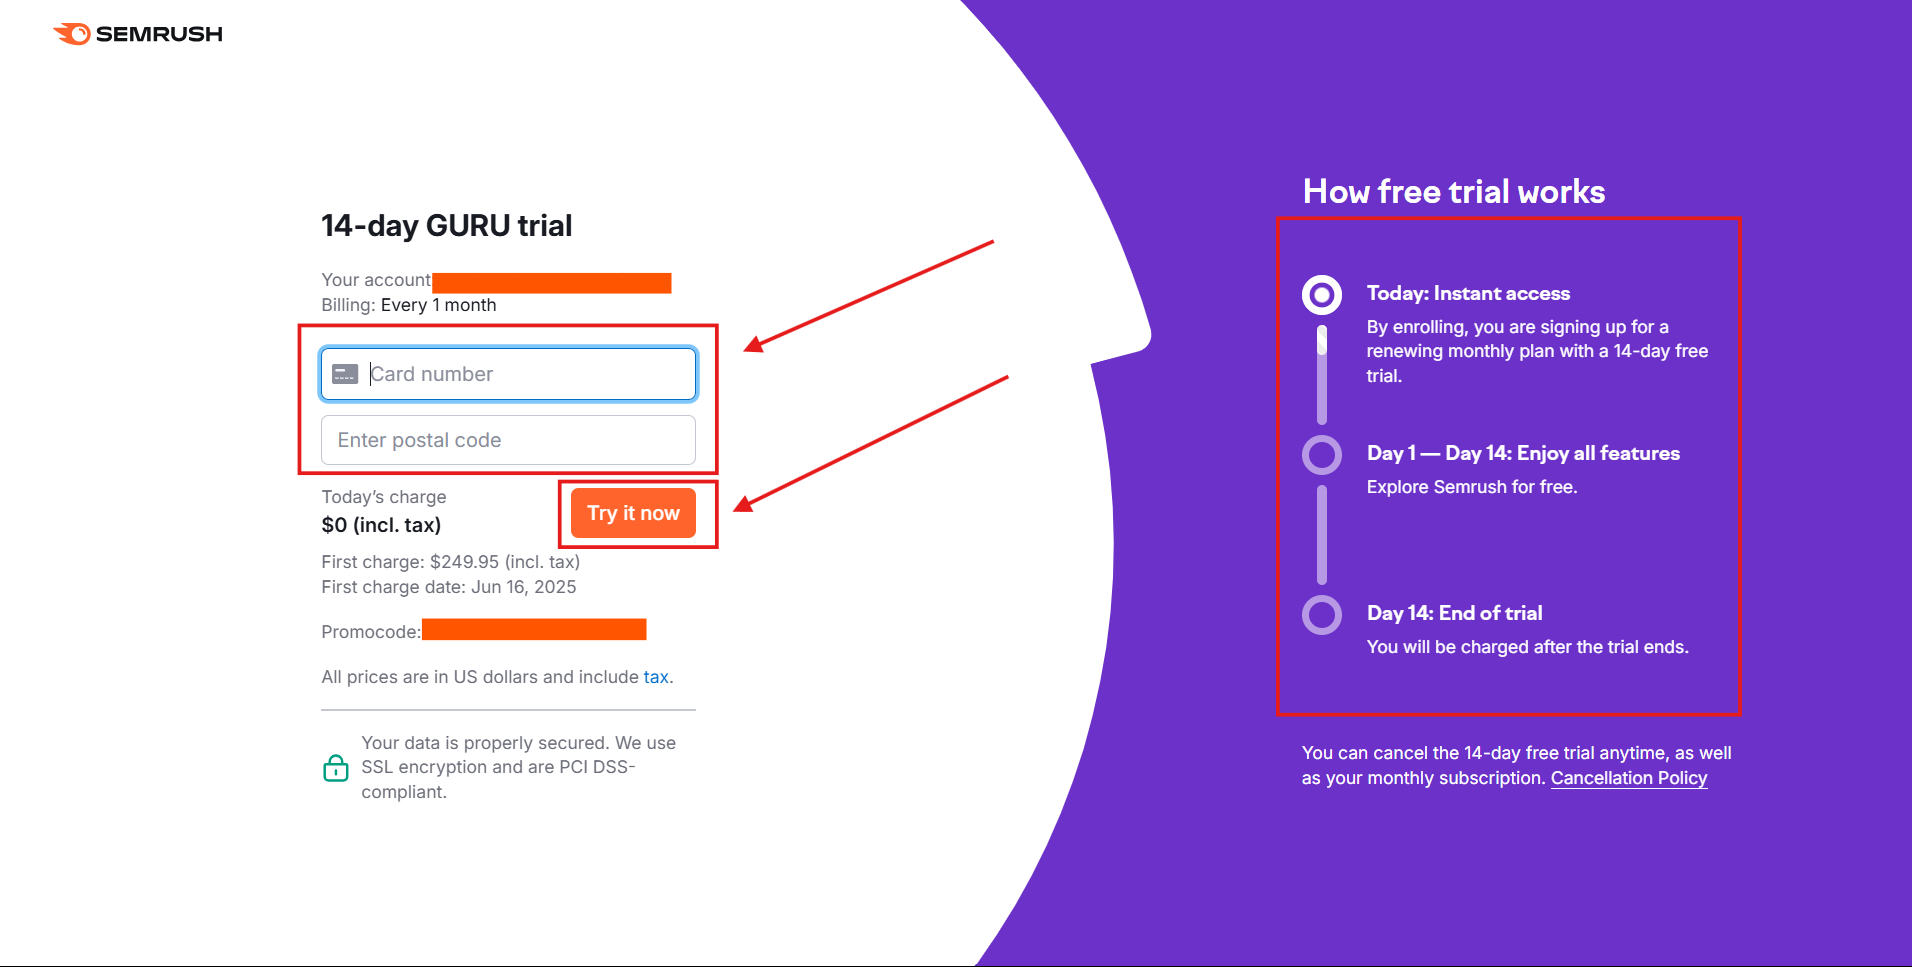 SEMRUSH
14-day GURU trial
Your account
Billing: Every 1 month
Card number
Enter postal code
Today's charge
$0 (incl. tax)
Try it now
First charge: $249.95 (incl. tax)
First charge date: Jun 16, 2025
Promocode:
All prices are in US dollars and include tax.
Your data is properly secured. We use
SSL encryption and are PCI DSS-
compliant.
How free trial works
Today: Instant access
By enrolling, you are signing up for a
renewing monthly plan with a 14-day free
trial.
Day 1 — Day 14: Enjoy all features
Explore Semrush for free.
Day 14: End of trial
You will be charged after the trial ends.
You can cancel the 14-day free trial anytime, as well
as your monthly subscription. Cancellation Policy